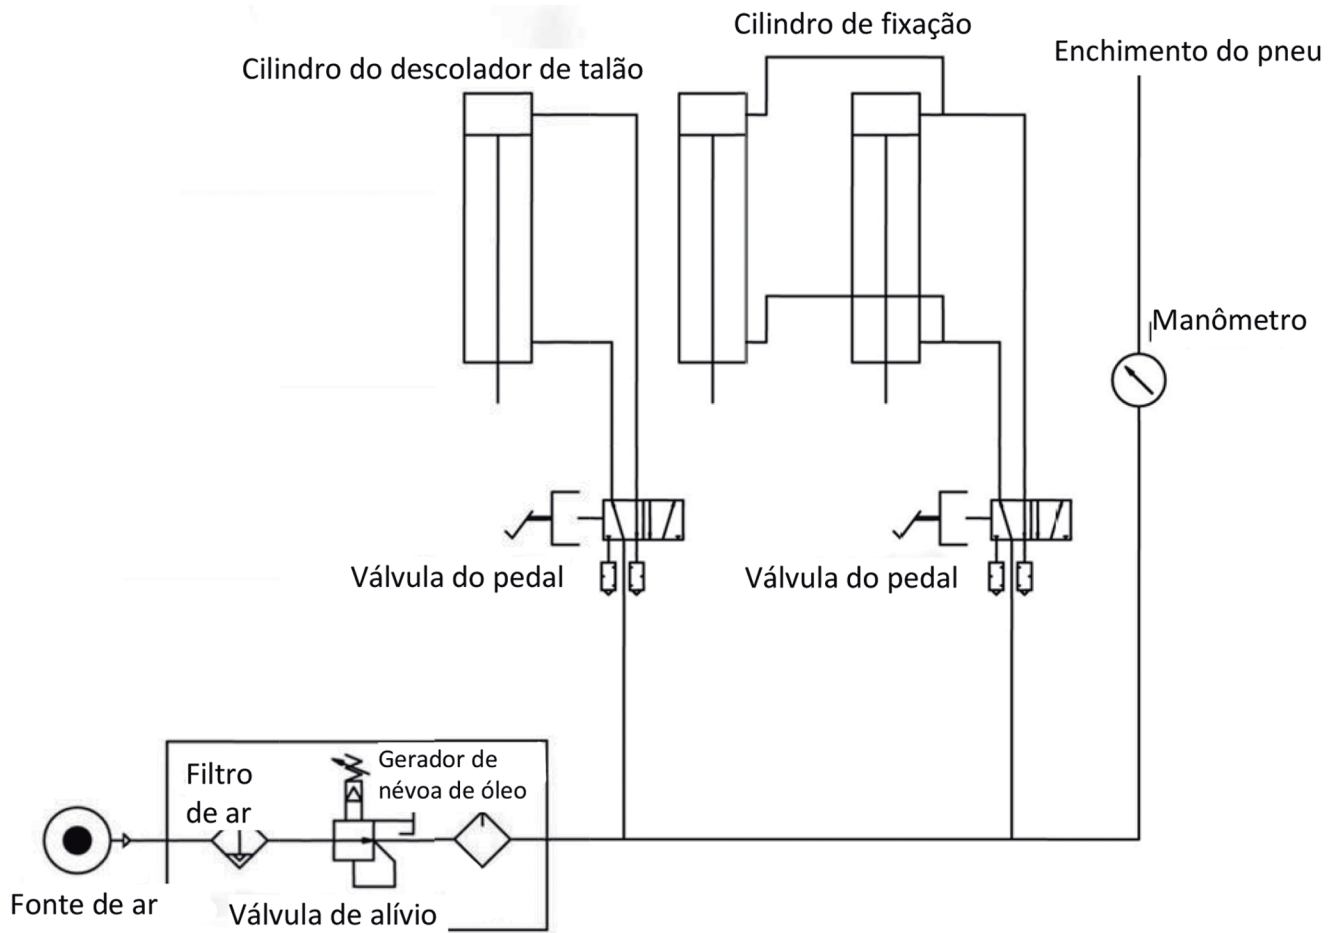 Cilindro de fixação
Enchimento do pneu
Cilindro do descolador de talão
Manômetro
Válvula do pedal
Válvula do pedal
Gerador de
névoa de óleo
Filtro
de ar
Fonte de ar
Válvula de alívio